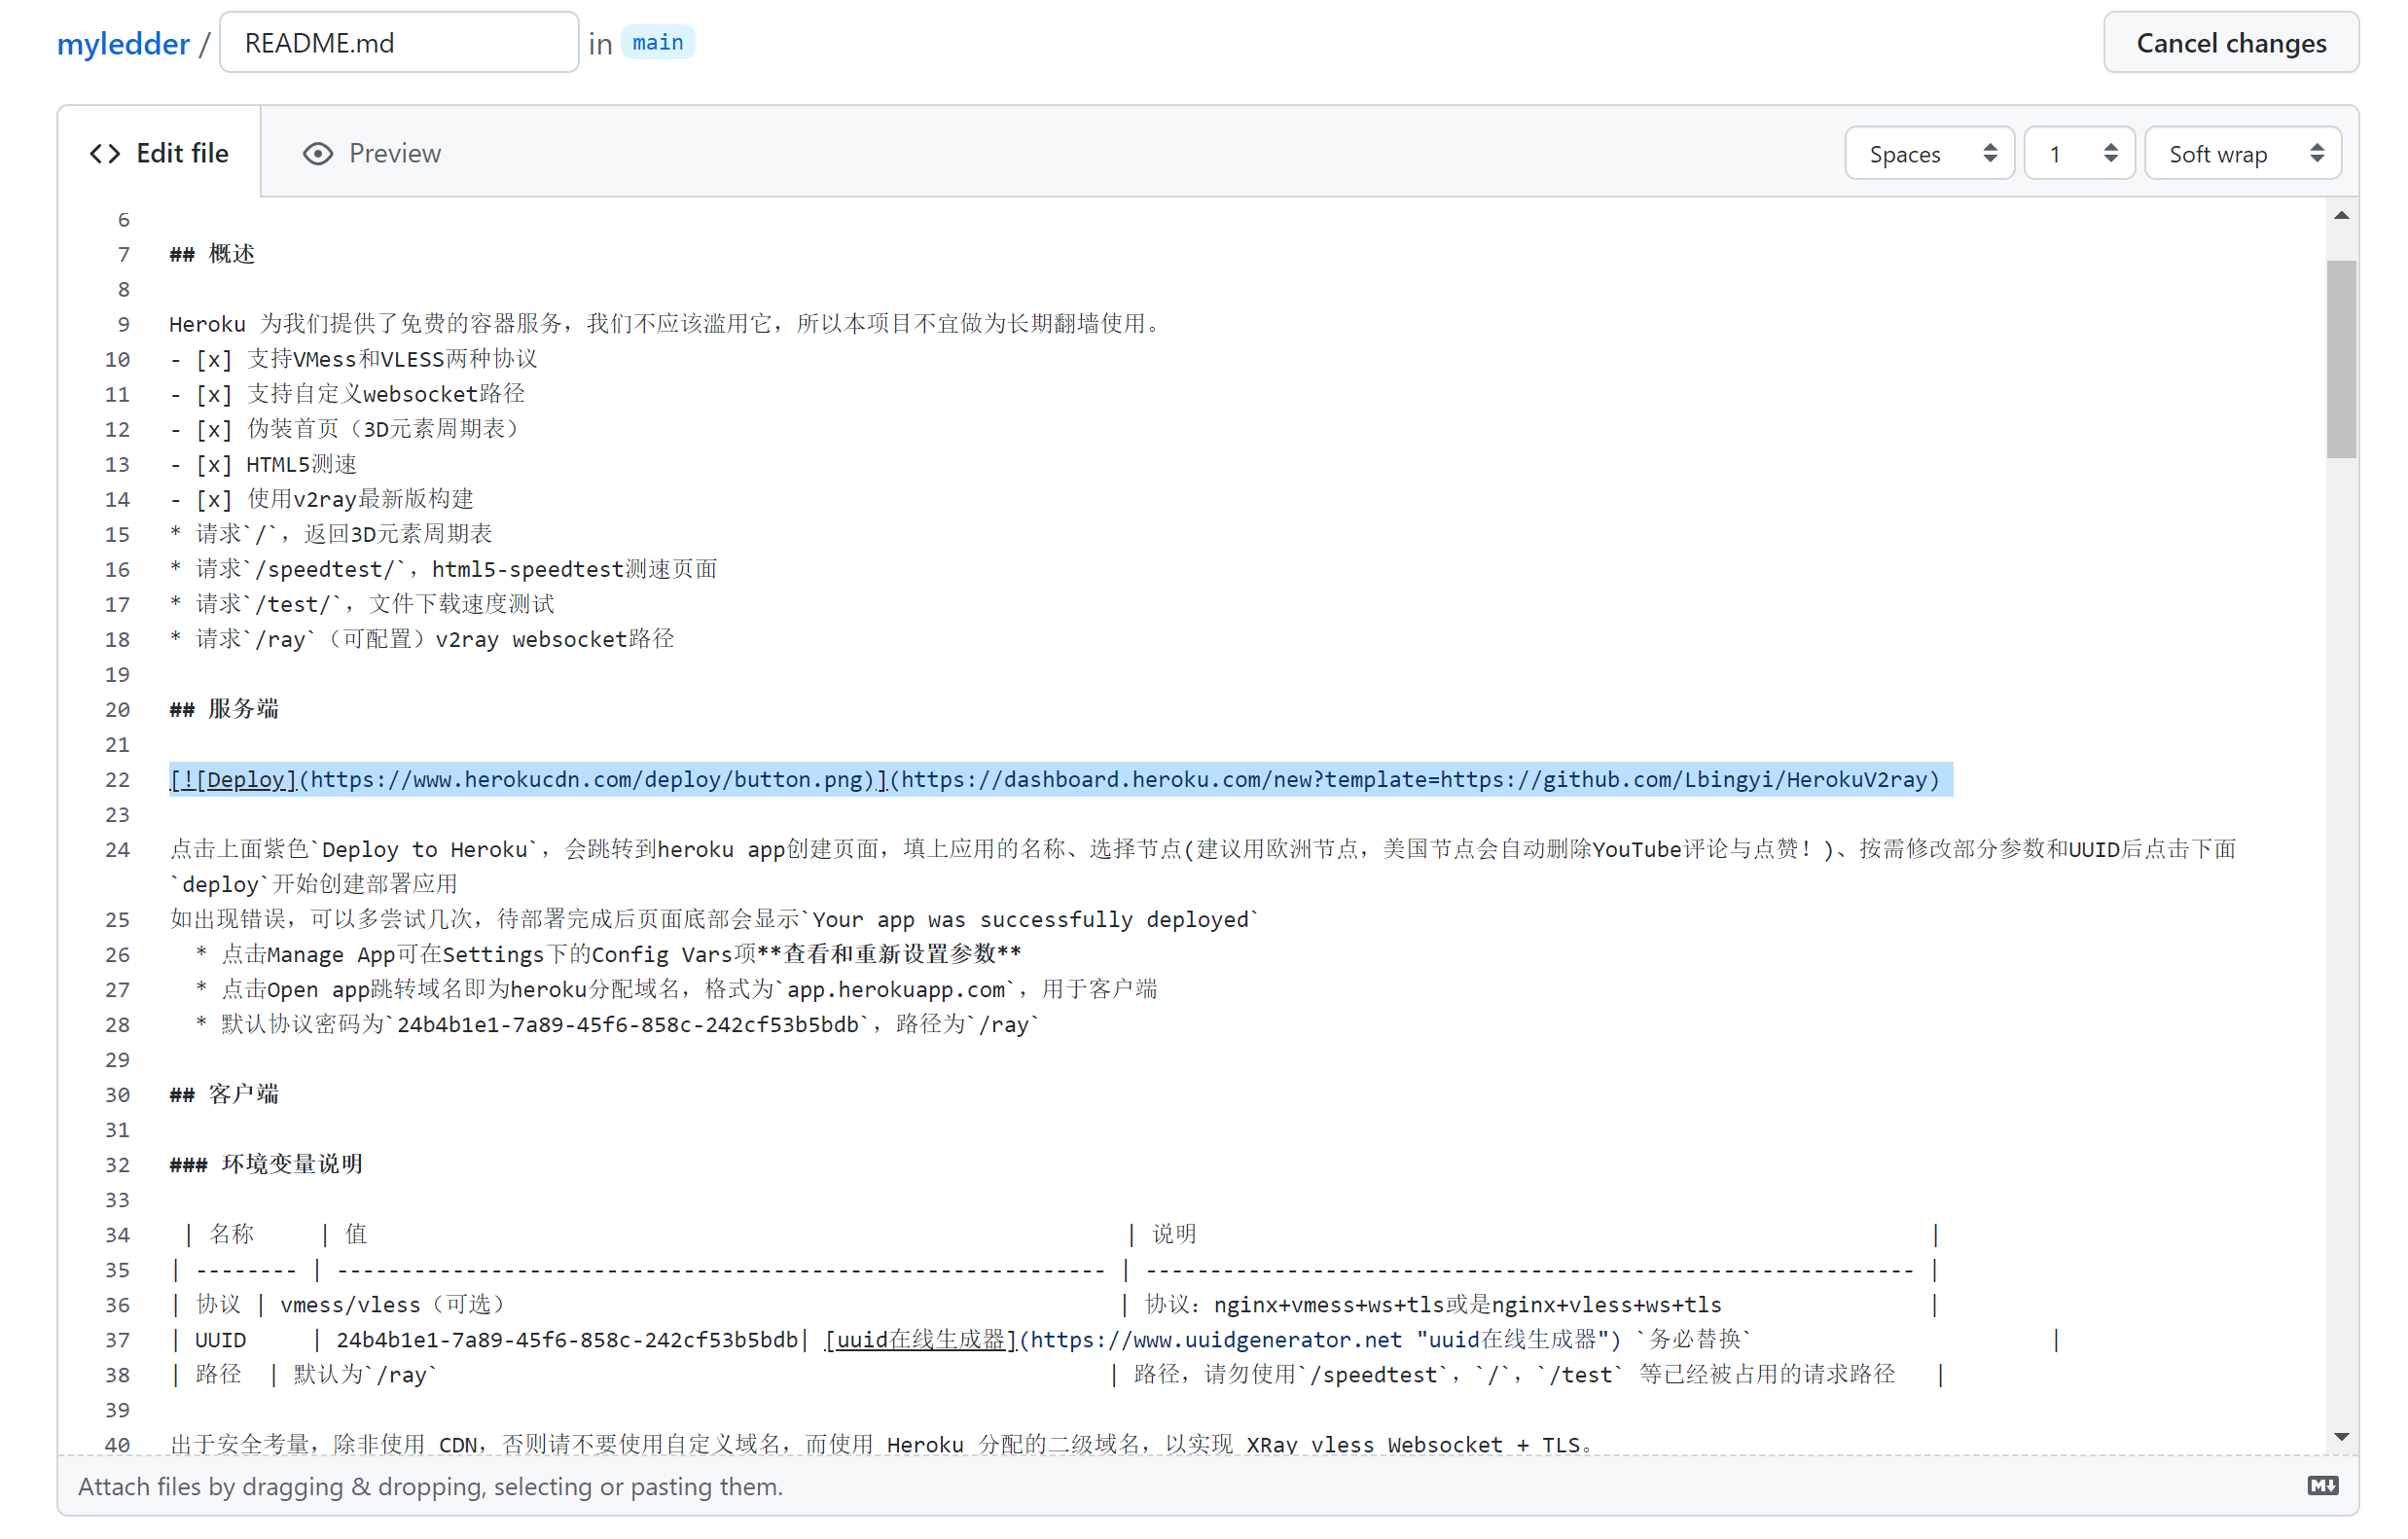 myledder / README.md in main Cancel changes
Edit file Preview Spaces 1 Soft wrap
6
7 ## 概述
8
9 Heroku 为我们提供了免费的容器服务，我们不应该滥用它，所以本项目不宜做为长期翻墙使用。
10 - [x] 支持VMess和VLESS两种协议
11 - [x] 支持自定义websocket路径
12 - [x] 伪装首页（3D元素周期表）
13 - [x] HTML5测速
14 - [x] 使用v2ray最新版构建
15 * 请求`/`，返回3D元素周期表
16 * 请求`/speedtest/`，html5-speedtest测速页面
17 * 请求`/test/`，文件下载速度测试
18 * 请求`/ray`（可配置）v2ray websocket路径
19
20 ## 服务端
21
22 [![Deploy](https://www.herokucdn.com/deploy/button.png)](https://dashboard.heroku.com/new?template=https://github.com/Lbingyi/HerokuV2ray)
23
24 点击上面紫色`Deploy to Heroku`，会跳转到heroku app创建页面，填上应用的名称、选择节点(建议用欧洲节点，美国节点会自动删除YouTube评论与点赞！)、按需修改部分参数和UUID后点击下面
`deploy`开始创建部署应用
25 如出现错误，可以多尝试几次，待部署完成后页面底部会显示`Your app was successfully deployed`
26 * 点击Manage App可在Settings下的Config Vars项**查看和重新设置参数**
27 * 点击Open app跳转域名即为heroku分配域名，格式为`app.herokuapp.com`，用于客户端
28 * 默认协议密码为`24b4b1e1-7a89-45f6-858c-242cf53b5bdb`，路径为`/ray`
29
30 ## 客户端
31
32 ### 环境变量说明
33
34 | 名称 | 值 | 说明 |
35 | -------- | ------------------------------------------------------------ | ------------------------------------------------------------ |
36 | 协议 | vmess/vless（可选） | 协议：nginx+vmess+ws+tls或是nginx+vless+ws+tls |
37 | UUID | 24b4b1e1-7a89-45f6-858c-242cf53b5bdb| [uuid在线生成器](https://www.uuidgenerator.net "uuid在线生成器") `务必替换` |
38 | 路径 | 默认为`/ray` | 路径，请勿使用`/speedtest`，`/`，`/test` 等已经被占用的请求路径 |
39
40 出于安全考量，除非使用 CDN，否则请不要使用自定义域名，而使用 Heroku 分配的二级域名，以实现 XRay vless Websocket + TLS。
Attach files by dragging & dropping, selecting or pasting them.